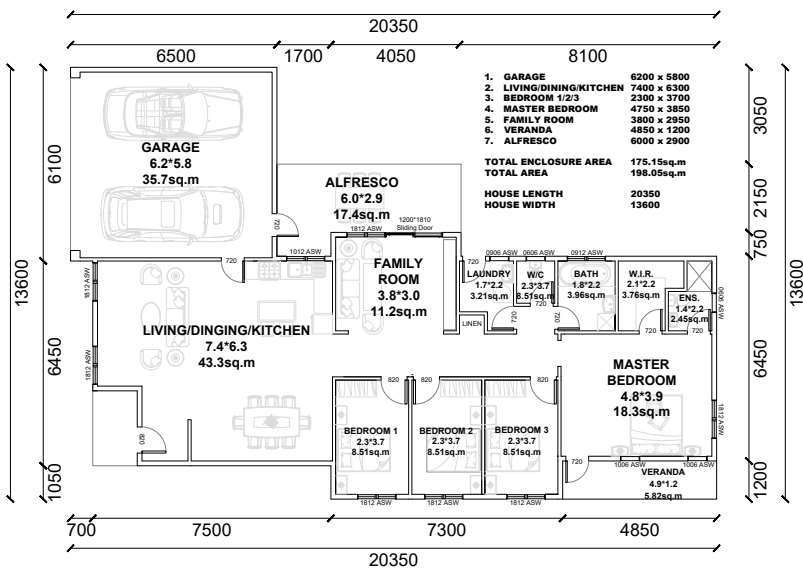 20350
6500 1700 4050 8100
1. GARAGE 6200 x 5800
2. LIVING/DINING/KITCHEN 7400 x 6300
3. BEDROOM 1/2/3 2300 x 3700
4. MASTER BEDROOM 4750 x 3850
5. FAMILY ROOM 3800 x 2950
6. VERANDA 4850 x 1200
7. ALFRESCO 6000 x 2900
TOTAL ENCLOSURE AREA 175.15sq.m
TOTAL AREA 198.05sq.m
HOUSE LENGTH 20350
HOUSE WIDTH 13600
13600
6100
6450
1050
GARAGE
6.2*5.8
35.7sq.m
720
720
ALFRESCO
6.0*2.9
17.4sq.m
1200*1810
Sliding Door
1812 ASW
1012 ASW
FAMILY
ROOM
3.8*3.0
11.2sq.m
0906 ASW
0606 ASW
0912 ASW
720
LAUNDRY
1.7*2.2
3.21sq.m
W/C
2.3*3.7
8.51sq.m
720
BATH
1.8*2.2
3.96sq.m
W.I.R.
2.1*2.2
3.76sq.m
ENS.
1.4*2.2
2.45sq.m
0606 ASW
LINEN
720
720
720
720
1812 ASW
1812 ASW
LIVING/DINGING/KITCHEN
7.4*6.3
43.3sq.m
820
MASTER
BEDROOM
4.8*3.9
18.3sq.m
1812 ASW
820
820
820
BEDROOM 1
2.3*3.7
8.51sq.m
BEDROOM 2
2.3*3.7
8.51sq.m
BEDROOM 3
2.3*3.7
8.51sq.m
1812 ASW
1812 ASW
1812 ASW
720
1006 ASW
1006 ASW
VERANDA
4.9*1.2
5.82sq.m
3050
2150
750
6450
1200
13600
700 7500 7300 4850
20350